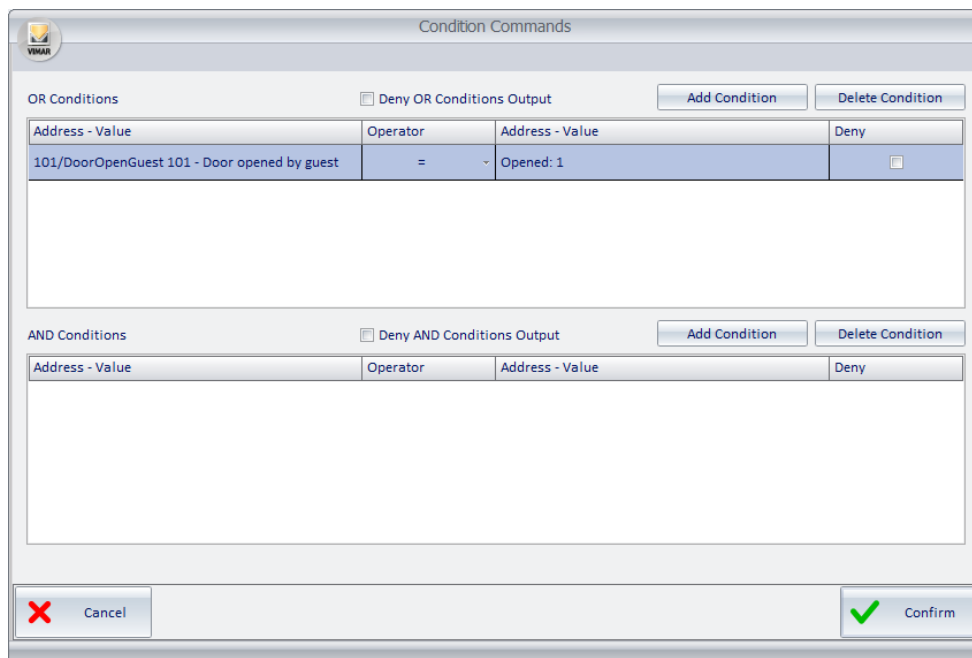 Condition Commands
VIMAR
OR Conditions Deny OR Conditions Output Add Condition Delete Condition
Address - Value Operator Address - Value Deny
101/DoorOpenGuest 101 - Door opened by guest = Opened: 1
AND Conditions Deny AND Conditions Output Add Condition Delete Condition
Address - Value Operator Address - Value Deny
Cancel Confirm